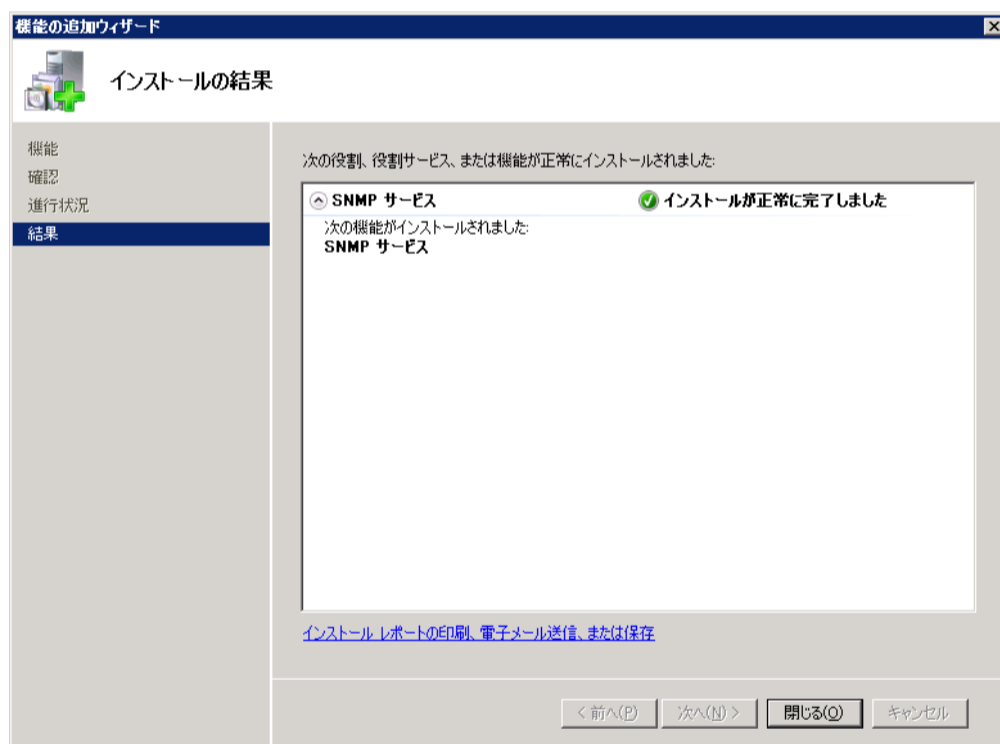 機能の追加ウィザード
インストールの結果
機能
確認
進行状況
結果
次の役割、役割サービス、または機能が正常にインストールされました:
SNMP サービス
インストールが正常に完了しました
次の機能がインストールされました:
SNMP サービス
インストール レポートの印刷、電子メール送信、または保存
< 前へ(P)
次へ(N) >
閉じる(O)
キャンセル